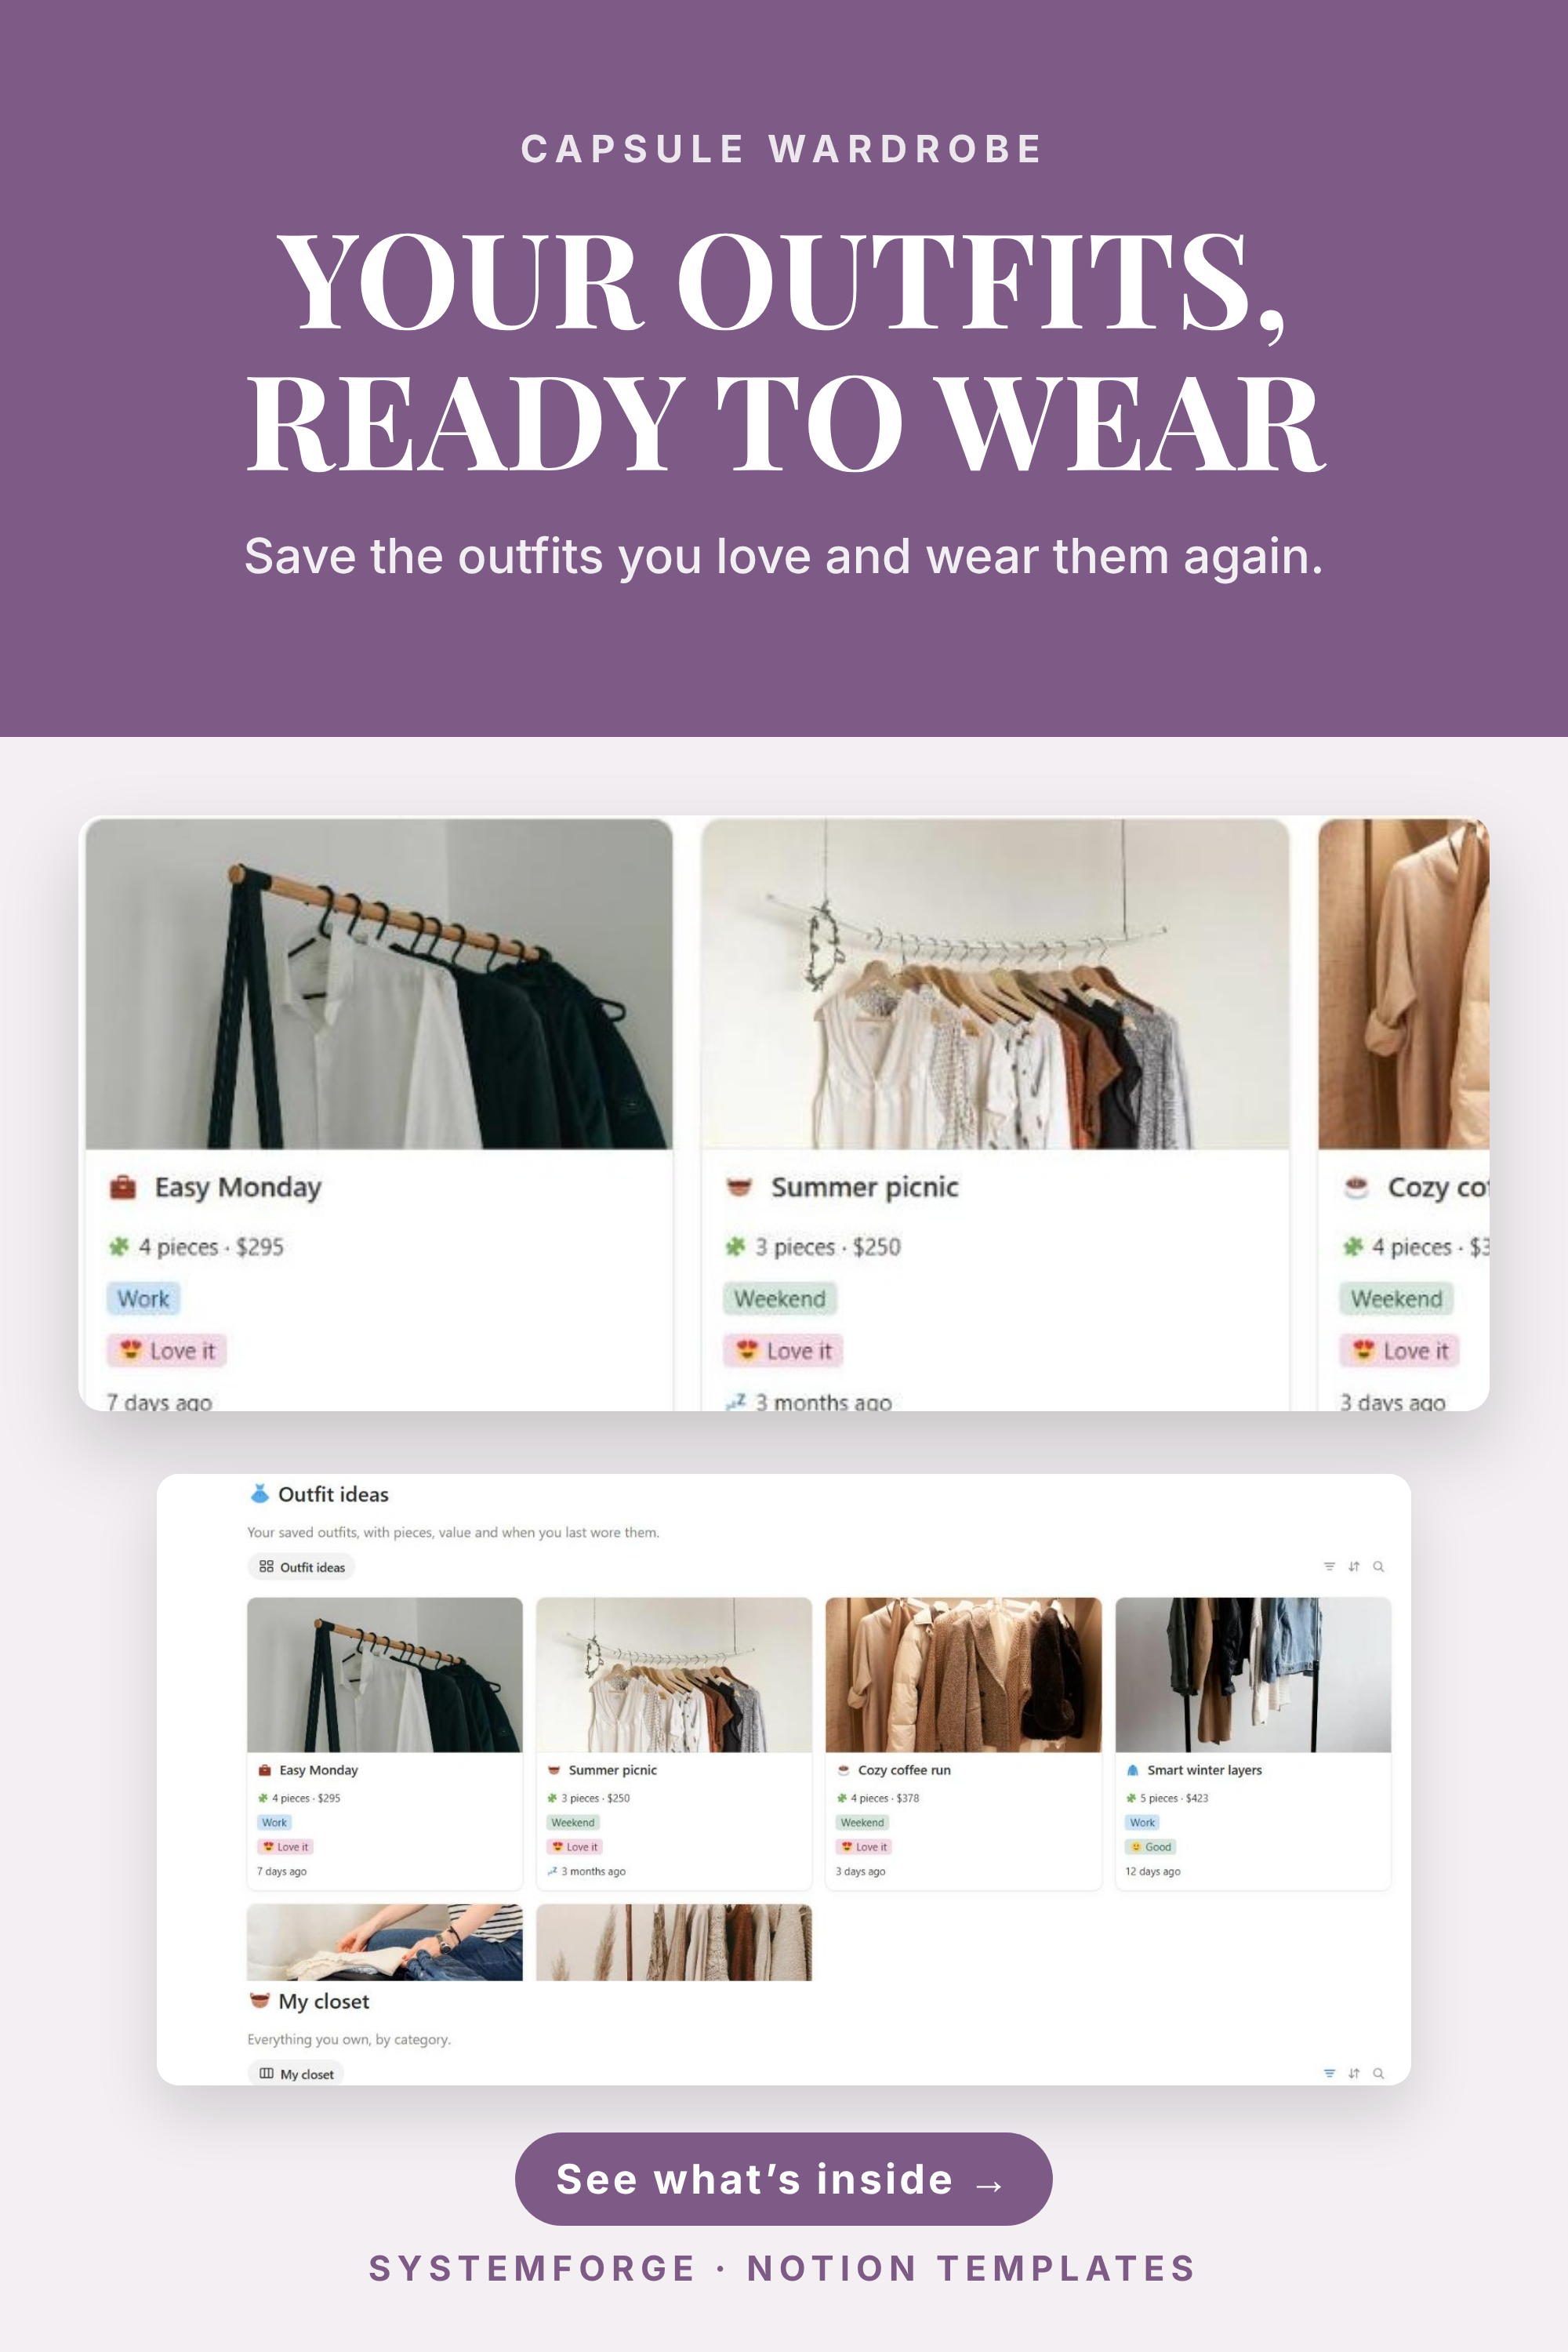 CAPSULE WARDROBE
YOUR OUTFITS,
READY TO WEAR
Save the outfits you love and wear them again.
Easy Monday
4 pieces · $295
Work
😍 Love it
7 days ago
Summer picnic
3 pieces · $250
Weekend
😍 Love it
💤 3 months ago
Cozy
4 pieces ·
Weekend
😍 Love it
3 days ago
Outfit ideas
Your saved outfits, with pieces, value and when you last wore them.
Outfit ideas
Easy Monday
4 pieces · $295
Work
😍 Love it
7 days ago
Summer picnic
3 pieces · $250
Weekend
😍 Love it
💤 3 months ago
Cozy coffee run
4 pieces · $378
Weekend
😍 Love it
3 days ago
Smart winter layers
5 pieces · $423
Work
🙂 Good
12 days ago
My closet
Everything you own, by category.
My closet
See what’s inside →
SYSTEMFORGE · NOTION TEMPLATES